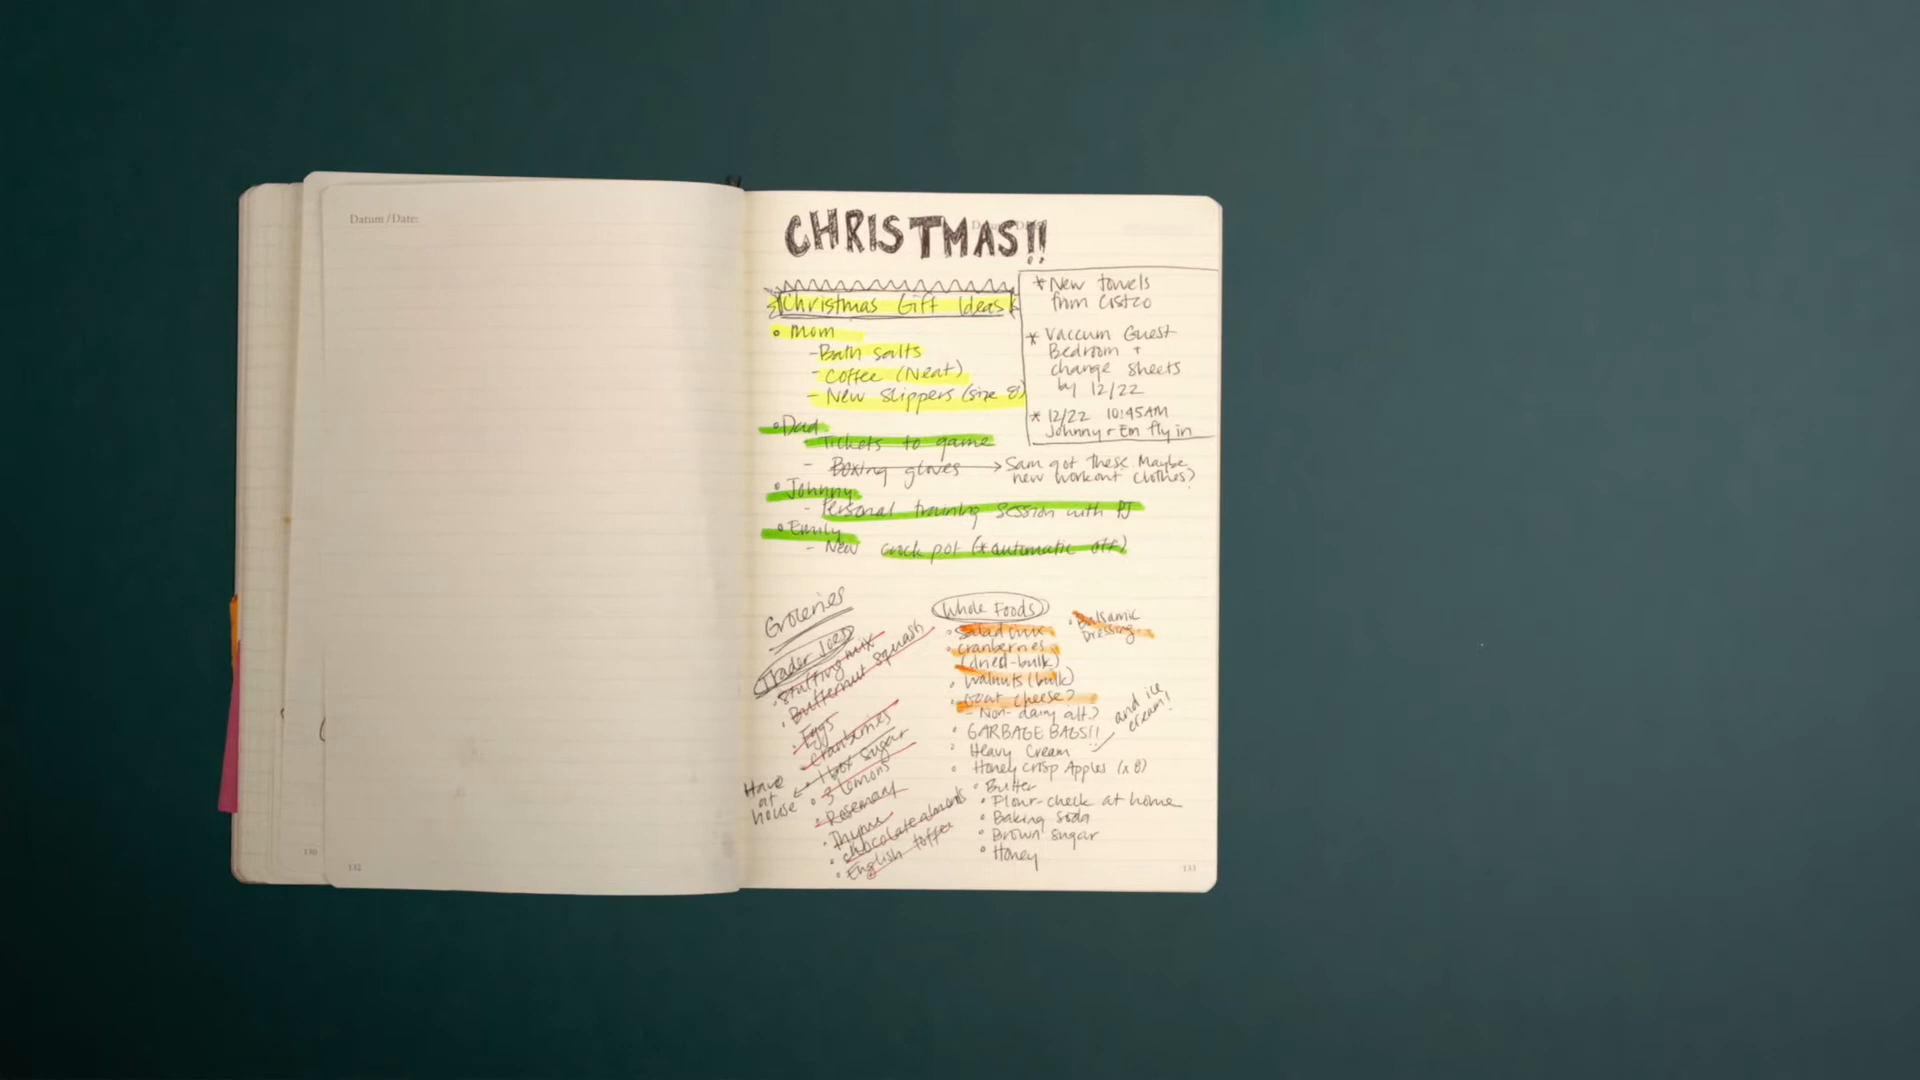 Datum / Date:
130
132
CHRISTMAS!!
Christmas Gift Ideas
• Mom
- Bath salts
- Coffee (Neat)
- New slippers (size 8)
• Dad
- Tickets to game
- Boxing gloves → Sam got these. Maybe
new workout clothes?
• Johnny
- Personal training session with PJ
• Emily
- New crock pot (*automatic off)
* New towels
from Costco
* Vaccum Guest
Bedroom +
change sheets
by 12/22
* 12/22 10:45AM
Johnny + Em fly in
Groceries
Trader Joes
• Stuffing mix
• Butternut squash
• Eggs
• Cranberries
• 1 box sugar
Have
at
house
• 3 lemons
• Rosemary
• Thyme
• chocolate almonds
• English toffee
Whole Foods
• Salad mix
• cranberries
(dried-bulk)
• Walnuts (bulk)
• Goat cheese?
- Non-dairy alt.?
• GARBAGE BAGS!!
• Heavy Cream
and ice
cream!
• Honey crisp Apples (x8)
• Butter
• Flour-check at home
• Baking soda
• Brown sugar
• Honey
• Balsamic
Dressing
133